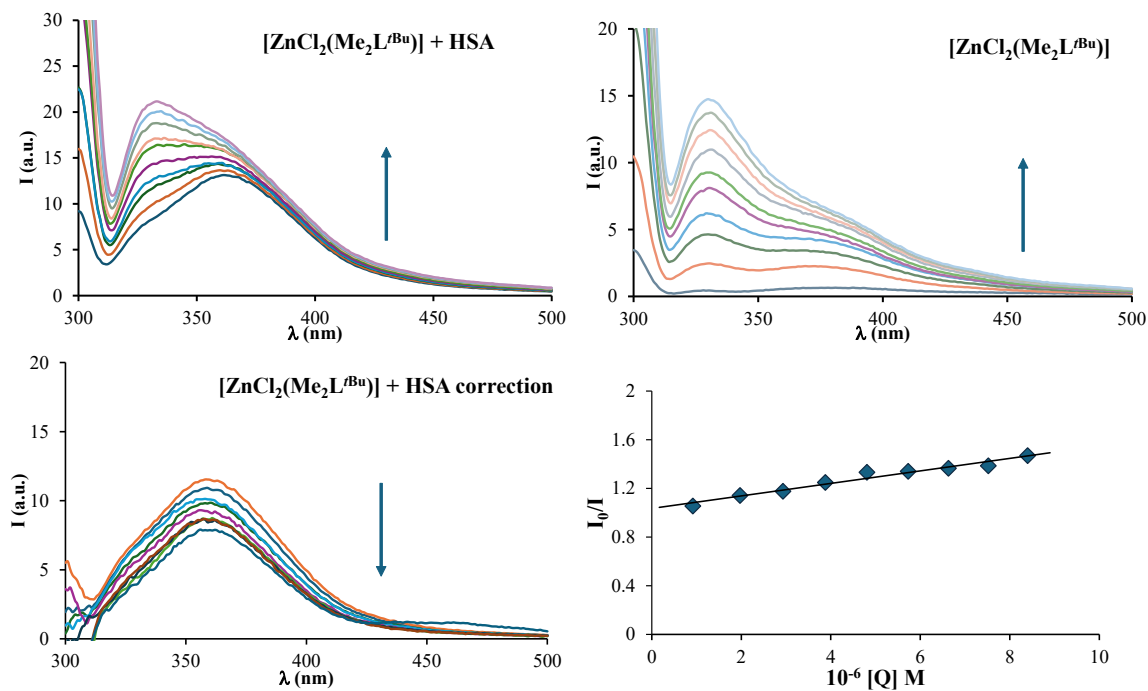 [ZnCl₂(Me₂Lᵗᴮᵘ)] + HSA
I (a.u.)
30
25
20
15
10
5
0
300 350 400 450 500
λ (nm)
[ZnCl₂(Me₂Lᵗᴮᵘ)]
I (a.u.)
20
15
10
5
0
300 350 400 450 500
λ (nm)
[ZnCl₂(Me₂Lᵗᴮᵘ)] + HSA correction
I (a.u.)
20
15
10
5
0
300 350 400 450 500
λ (nm)
I₀/I
2
1.6
1.2
0.8
0.4
0
0 2 4 6 8 10
10⁻⁶ [Q] M